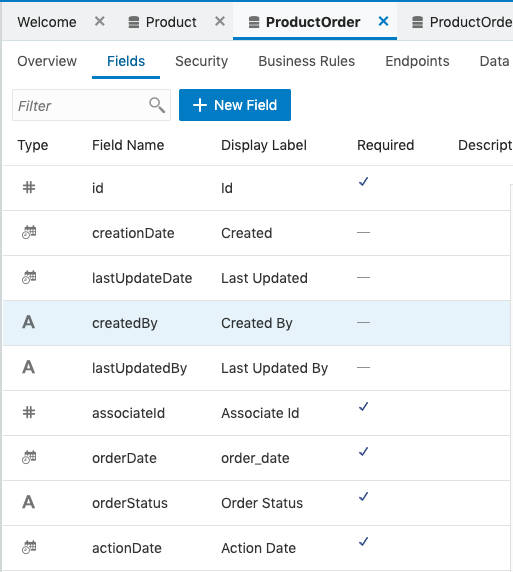 Welcome Product ProductOrder ProductOrde
Overview Fields Security Business Rules Endpoints Data
Filter + New Field
Type Field Name Display Label Required Descript
# id Id ✓
creationDate Created —
lastUpdateDate Last Updated —
A createdBy Created By —
A lastUpdatedBy Last Updated By —
# associateId Associate Id ✓
orderDate order_date ✓
A orderStatus Order Status ✓
actionDate Action Date ✓